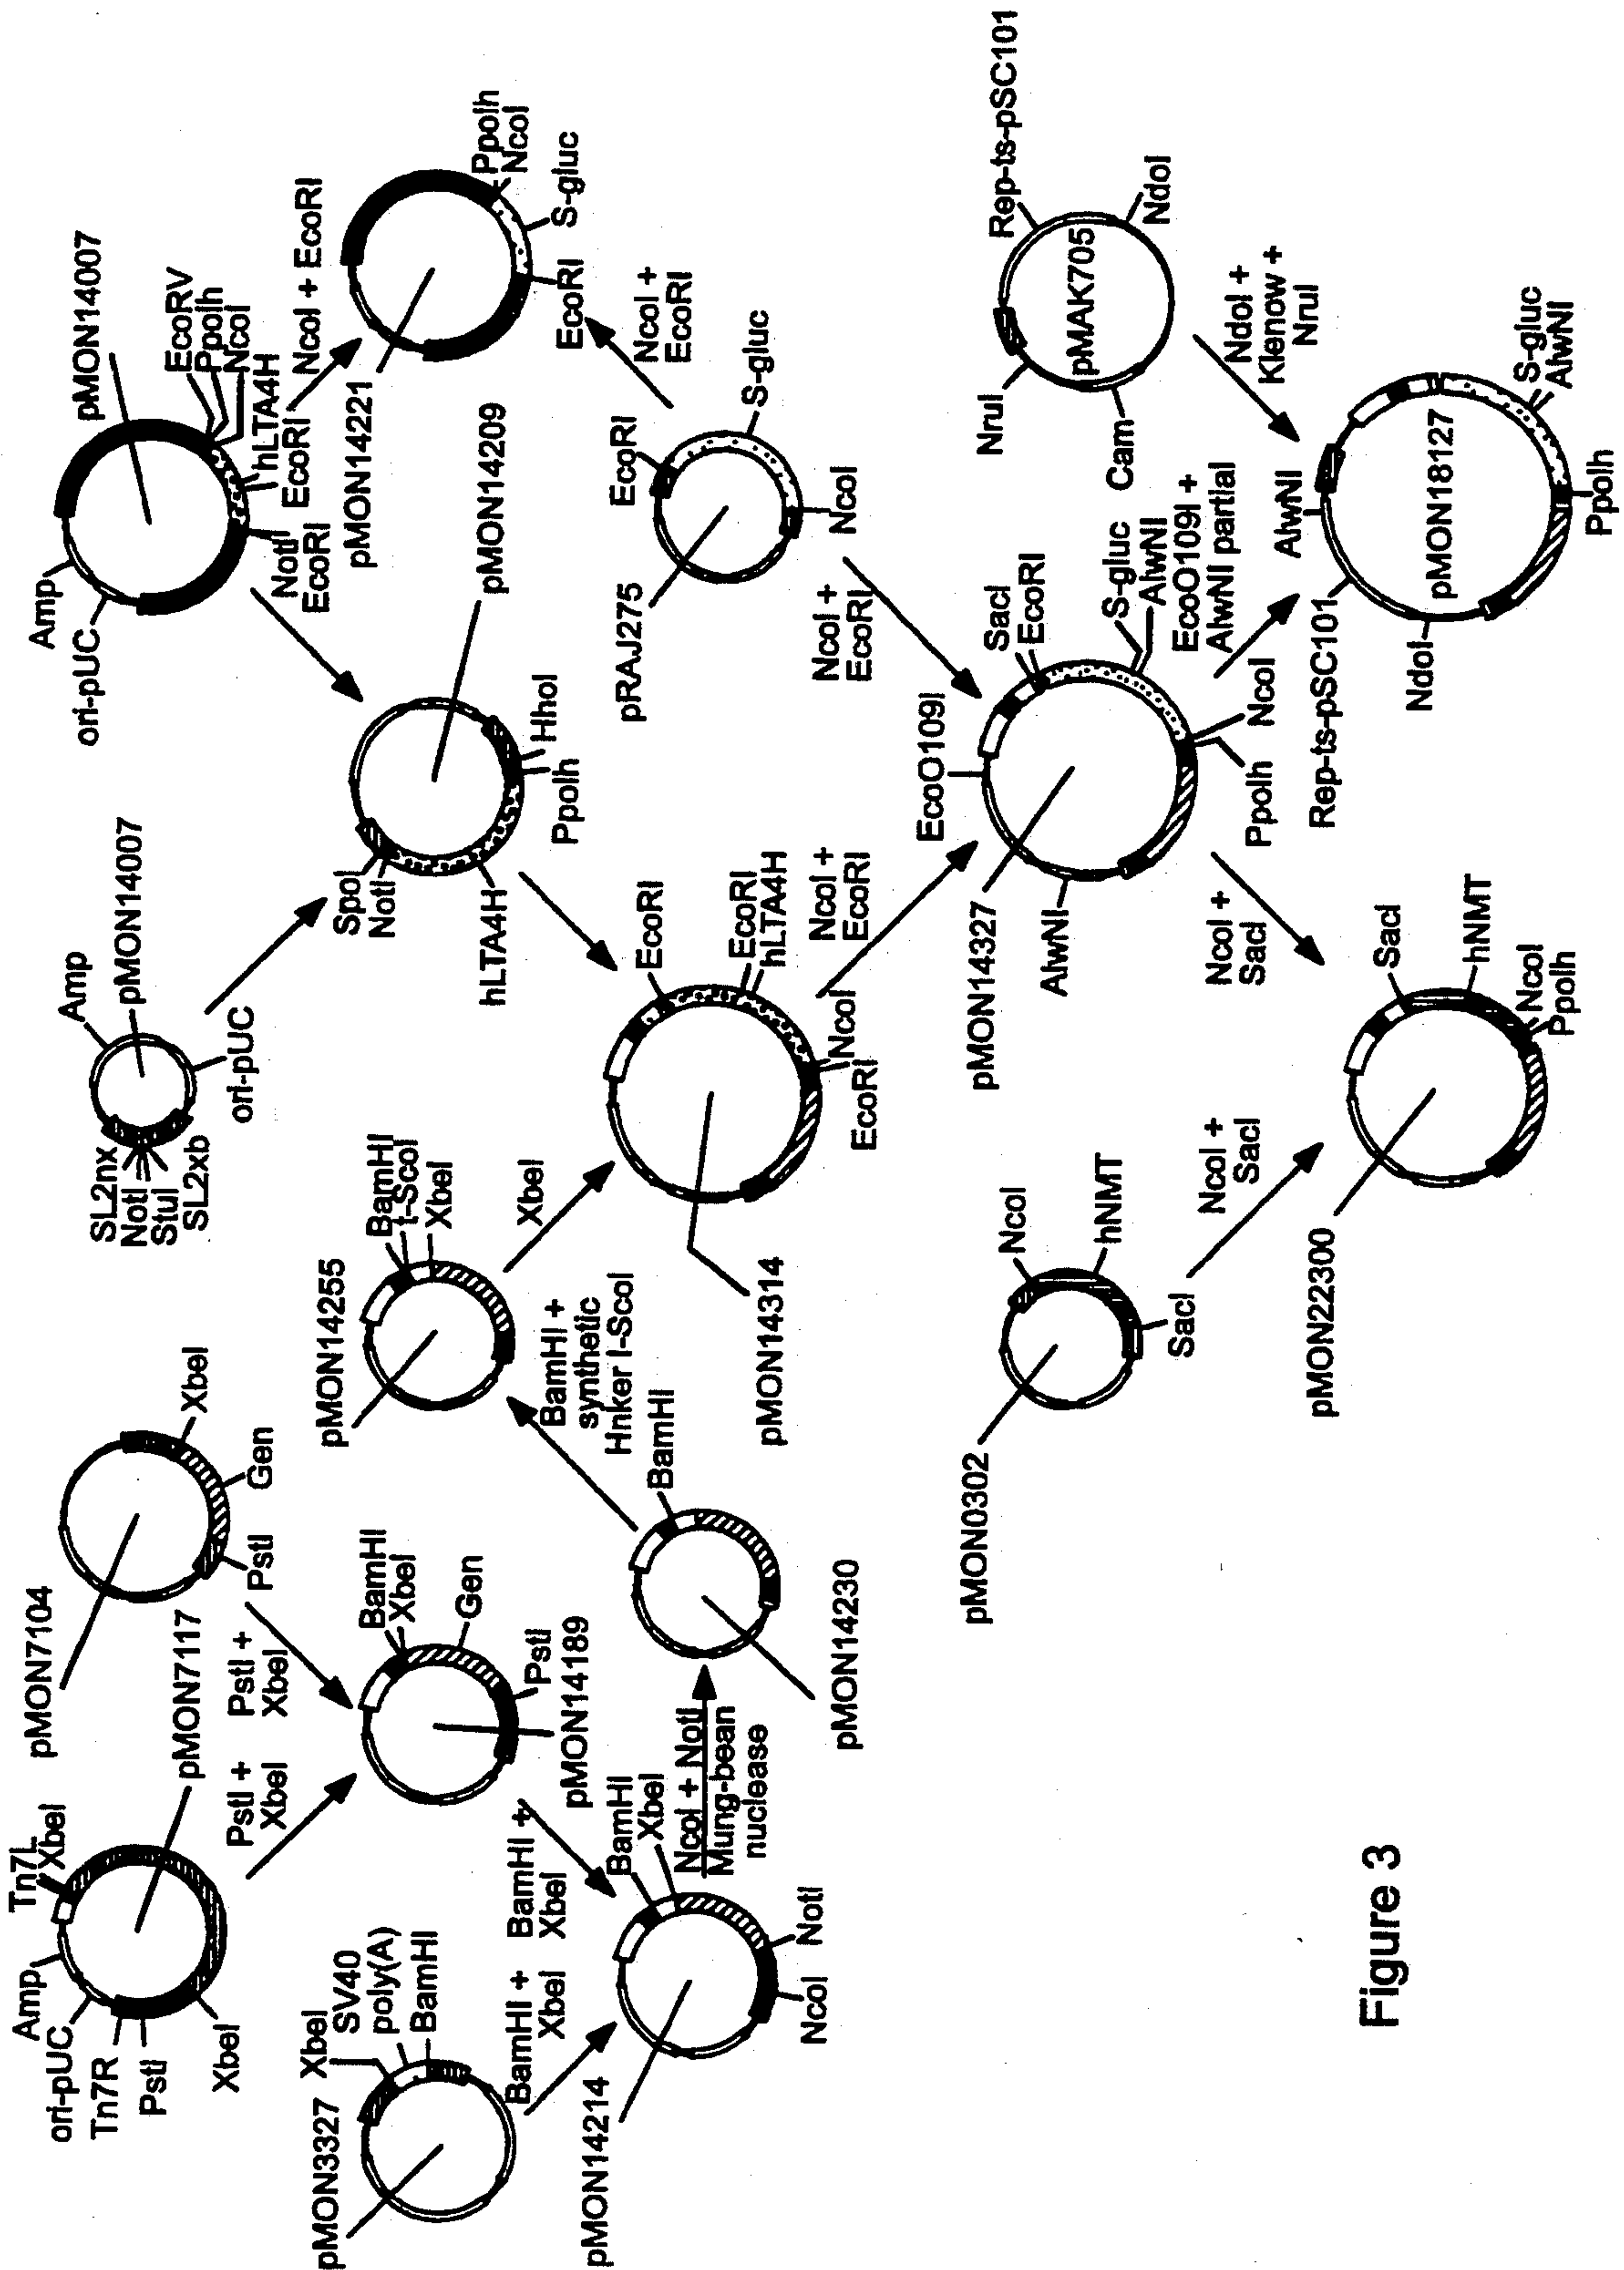 Tn7L
XbeI
Amp
ori-pUC
Tn7R
PstI
XbeI
pMON7117
pMON7104
XbeI
Gen
PstI
SL2nx
NotI
StuI
SL2xb
Amp
pMON14007
ori-pUC
Amp
ori-pUC
pMON14007
EcoRV
Ppolh
NcoI
hLTA4H
EcoRI
NotI
EcoRI
PstI +
XbeI
PstI +
XbeI
NcoI + EcoRI
pMON3327
XbeI
SV40
poly(A)
BamHI
BamHI
XbeI
Gen
PstI
pMON14189
pMON14255
BamHI
t-ScoI
XbeI
SpoI
NotI
hLTA4H
Ppolh
HhoI
pMON14209
pMON14221
Ppolh
NcoI
S-gluc
EcoRI
BamHI +
XbeI
BamHI +
XbeI
BamHI +
synthetic
Hnker I-ScoI
XbeI
NcoI +
EcoRI
pMON14214
BamHI
XbeI
NotI
NcoI
NcoI + NotI
Mung-bean
nuclease
BamHI
pMON14230
EcoRI
EcoRI
hLTA4H
NcoI
EcoRI
pMON14314
pRAJ275
EcoRI
S-gluc
NcoI
NcoI +
EcoRI
NcoI +
EcoRI
pMON0302
NcoI
hNMT
SacI
pMON14327
EcoO109I
SacI
EcoRI
S-gluc
AlwNI
NcoI
Ppolh
AlwNI
EcoO109I +
AlwNI partial
pMAK705
Rep-ts-pSC101
NdoI
Cam
NruI
NdoI +
Klenow +
NruI
NcoI +
SacI
NcoI +
SacI
pMON22300
SacI
hNMT
NcoI
Ppolh
pMON18127
AlwNI
S-gluc
AlwNI
Ppolh
NdoI
Rep-ts-pSC101
Figure 3